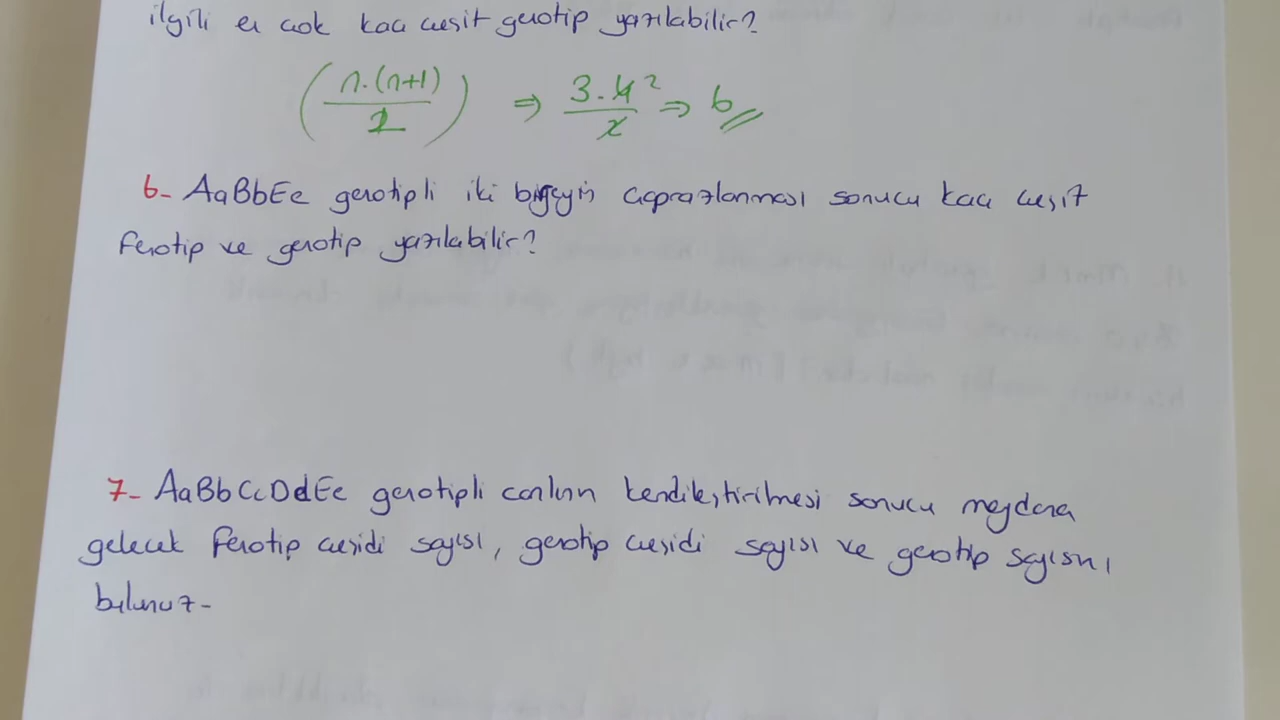 ilgili en çok kaç çeşit genotip yazılabilir?
(n.(n+1)/2) ⇒ 3.4²/2 ⇒ 6
6- AaBbEe genotipli iki bireyin çaprazlanması sonucu kaç çeşit
fenotip ve genotip yazılabilir?
7- AaBbCcDdEe genotipli canlının kendileştirilmesi sonucu meydana
gelecek fenotip çeşidi sayısı, genotip çeşidi sayısı ve genotip sayısını
bulunuz-